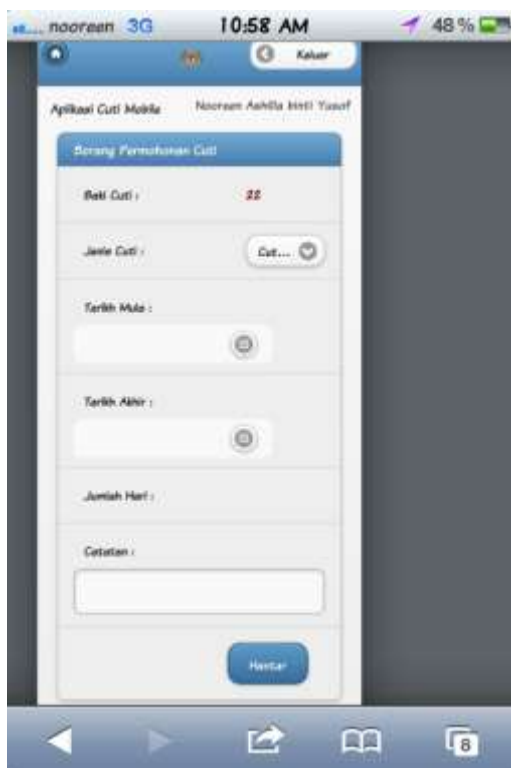 nooreen 3G 10:58 AM 48 %
Keluar
Aplikasi Cuti Mobile Nooreen Ashilla binti Yusof
Borang Permohonan Cuti
Baki Cuti : 22
Jenis Cuti : Cut...
Tarikh Mula :
Tarikh Akhir :
Jumlah Hari :
Catatan :
Hantar
8